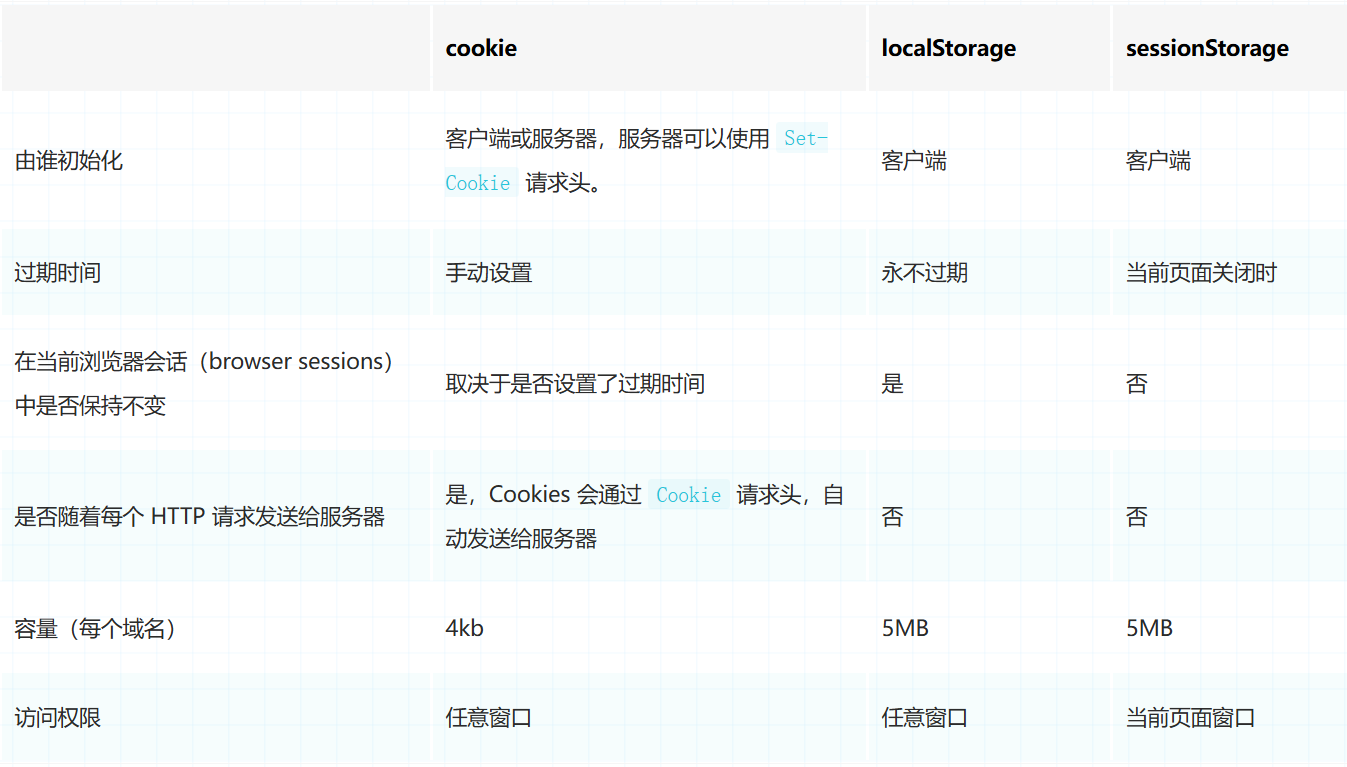 cookie
localStorage
sessionStorage
由谁初始化
客户端或服务器，服务器可以使用 Set-
Cookie 请求头。
客户端
客户端
过期时间
手动设置
永不过期
当前页面关闭时
在当前浏览器会话（browser sessions）
中是否保持不变
取决于是否设置了过期时间
是
否
是否随着每个 HTTP 请求发送给服务器
是，Cookies 会通过 Cookie 请求头，自
动发送给服务器
否
否
容量（每个域名）
4kb
5MB
5MB
访问权限
任意窗口
任意窗口
当前页面窗口